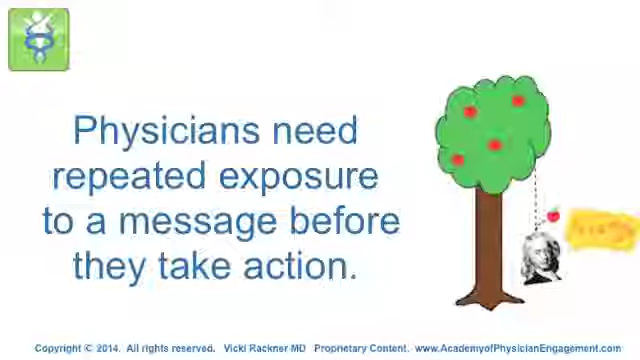 Physicians need
repeated exposure
to a message before
they take action.
Copyright © 2014. All rights reserved. Vicki Rackner MD Proprietary Content. www.AcademyofPhysicianEngagement.com